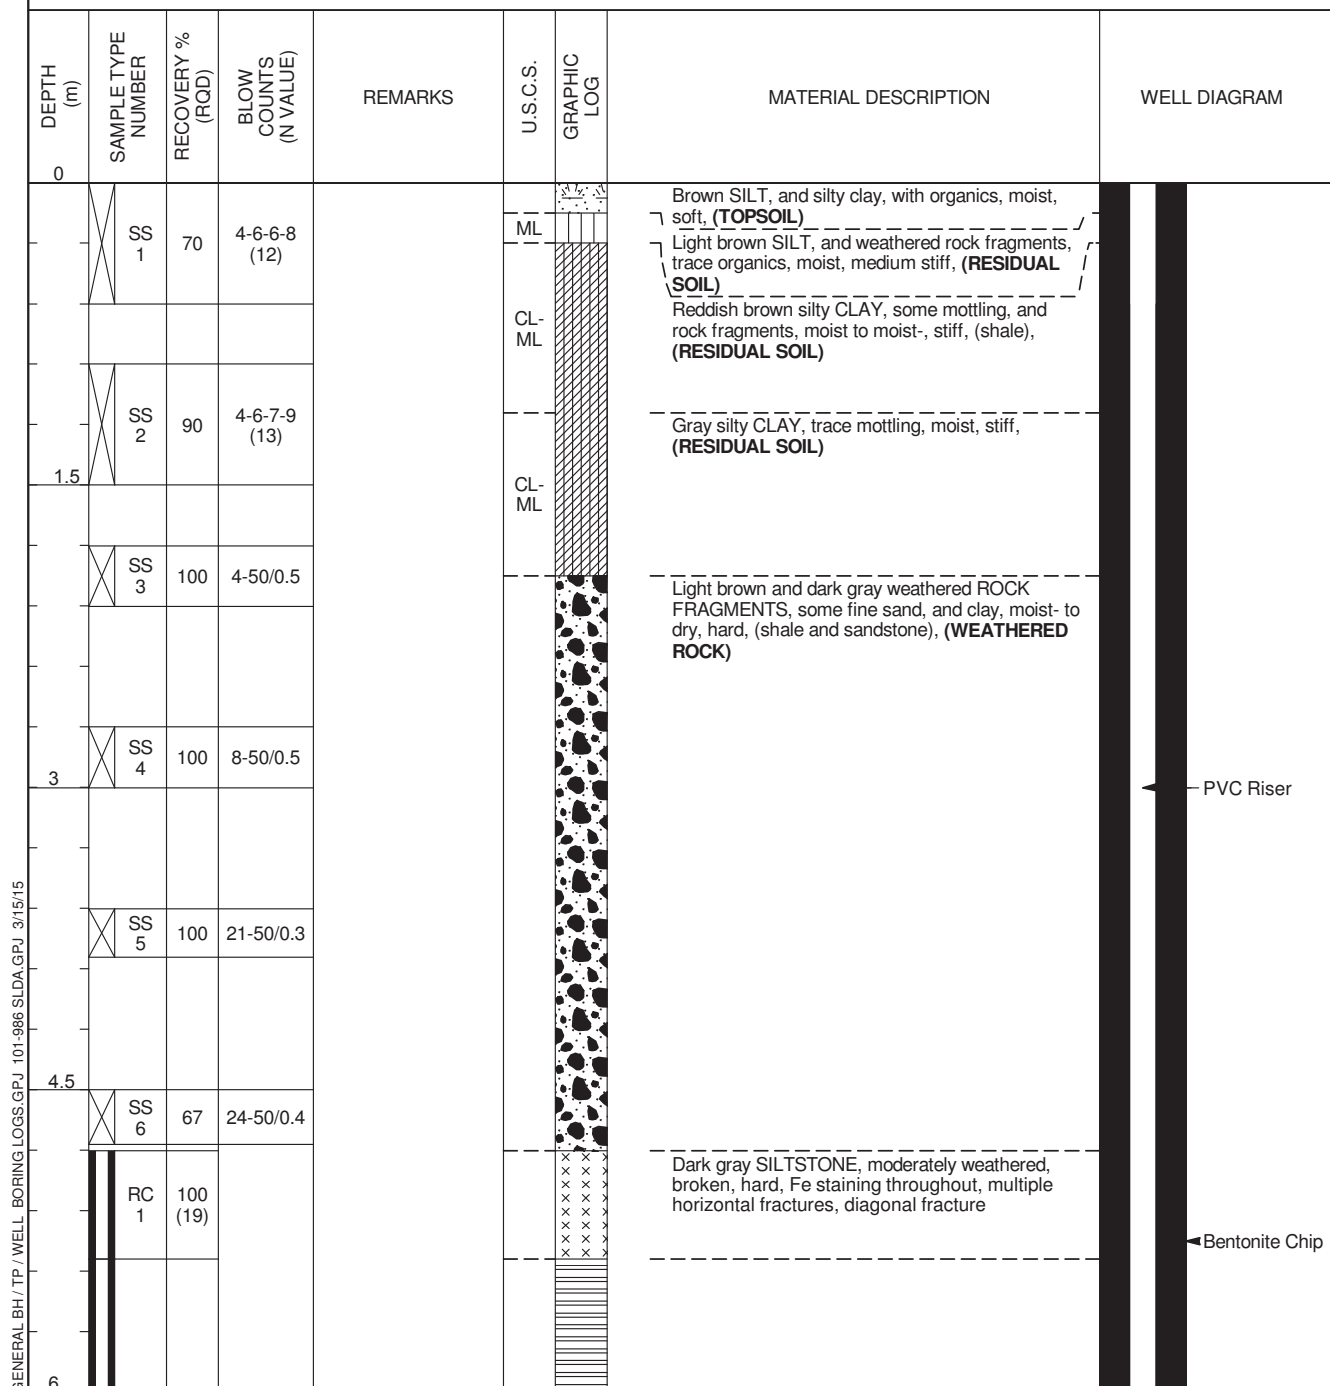 DEPTH
(m)
SAMPLE TYPE
NUMBER
RECOVERY %
(RQD)
BLOW
COUNTS
(N VALUE)
REMARKS
U.S.C.S.
GRAPHIC
LOG
MATERIAL DESCRIPTION
WELL DIAGRAM
0
Brown SILT, and silty clay, with organics, moist,
soft, (TOPSOIL)
SS
1
70
4-6-6-8
(12)
ML
Light brown SILT, and weathered rock fragments,
trace organics, moist, medium stiff, (RESIDUAL
SOIL)
CL-
ML
Reddish brown silty CLAY, some mottling, and
rock fragments, moist to moist-, stiff, (shale),
(RESIDUAL SOIL)
SS
2
90
4-6-7-9
(13)
Gray silty CLAY, trace mottling, moist, stiff,
(RESIDUAL SOIL)
1.5
CL-
ML
SS
3
100
4-50/0.5
Light brown and dark gray weathered ROCK
FRAGMENTS, some fine sand, and clay, moist- to
dry, hard, (shale and sandstone), (WEATHERED
ROCK)
SS
4
100
8-50/0.5
3
PVC Riser
SS
5
100
21-50/0.3
4.5
SS
6
67
24-50/0.4
RC
1
100
(19)
Dark gray SILTSTONE, moderately weathered,
broken, hard, Fe staining throughout, multiple
horizontal fractures, diagonal fracture
Bentonite Chip
6
GENERAL BH / TP / WELL BORING LOGS.GPJ 101-986 SLDA.GPJ 3/15/15